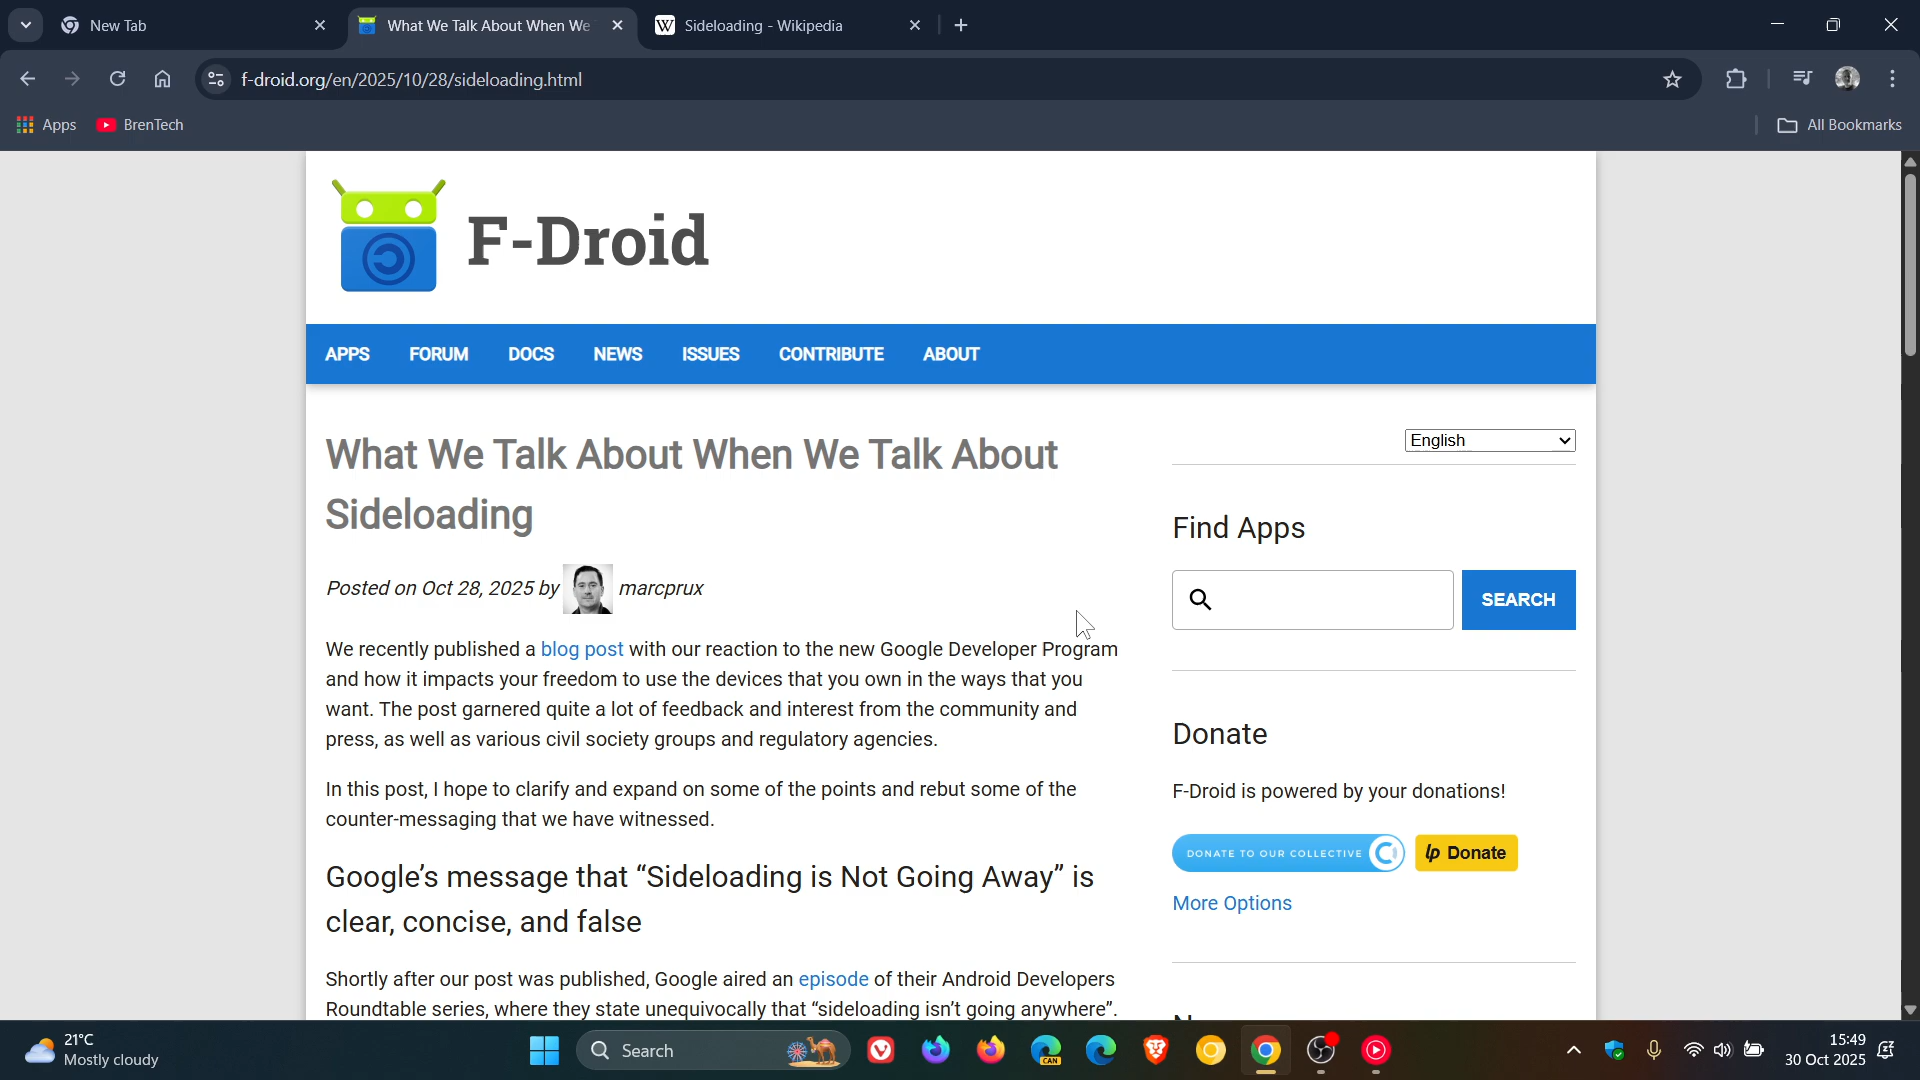 New Tab
What We Talk About When We
Sideloading - Wikipedia
f-droid.org/en/2025/10/28/sideloading.html
Apps
BrenTech
All Bookmarks
F-Droid
APPS FORUM DOCS NEWS ISSUES CONTRIBUTE ABOUT
What We Talk About When We Talk About
Sideloading
Posted on Oct 28, 2025 by marcprux
We recently published a blog post with our reaction to the new Google Developer Program
and how it impacts your freedom to use the devices that you own in the ways that you
want. The post garnered quite a lot of feedback and interest from the community and
press, as well as various civil society groups and regulatory agencies.
In this post, I hope to clarify and expand on some of the points and rebut some of the
counter-messaging that we have witnessed.
Google’s message that “Sideloading is Not Going Away” is
clear, concise, and false
Shortly after our post was published, Google aired an episode of their Android Developers
Roundtable series, where they state unequivocally that “sideloading isn’t going anywhere”.
English
Find Apps
SEARCH
Donate
F-Droid is powered by your donations!
DONATE TO OUR COLLECTIVE
lp Donate
More Options
21°C
Mostly cloudy
Search
CAN
15:49
30 Oct 2025